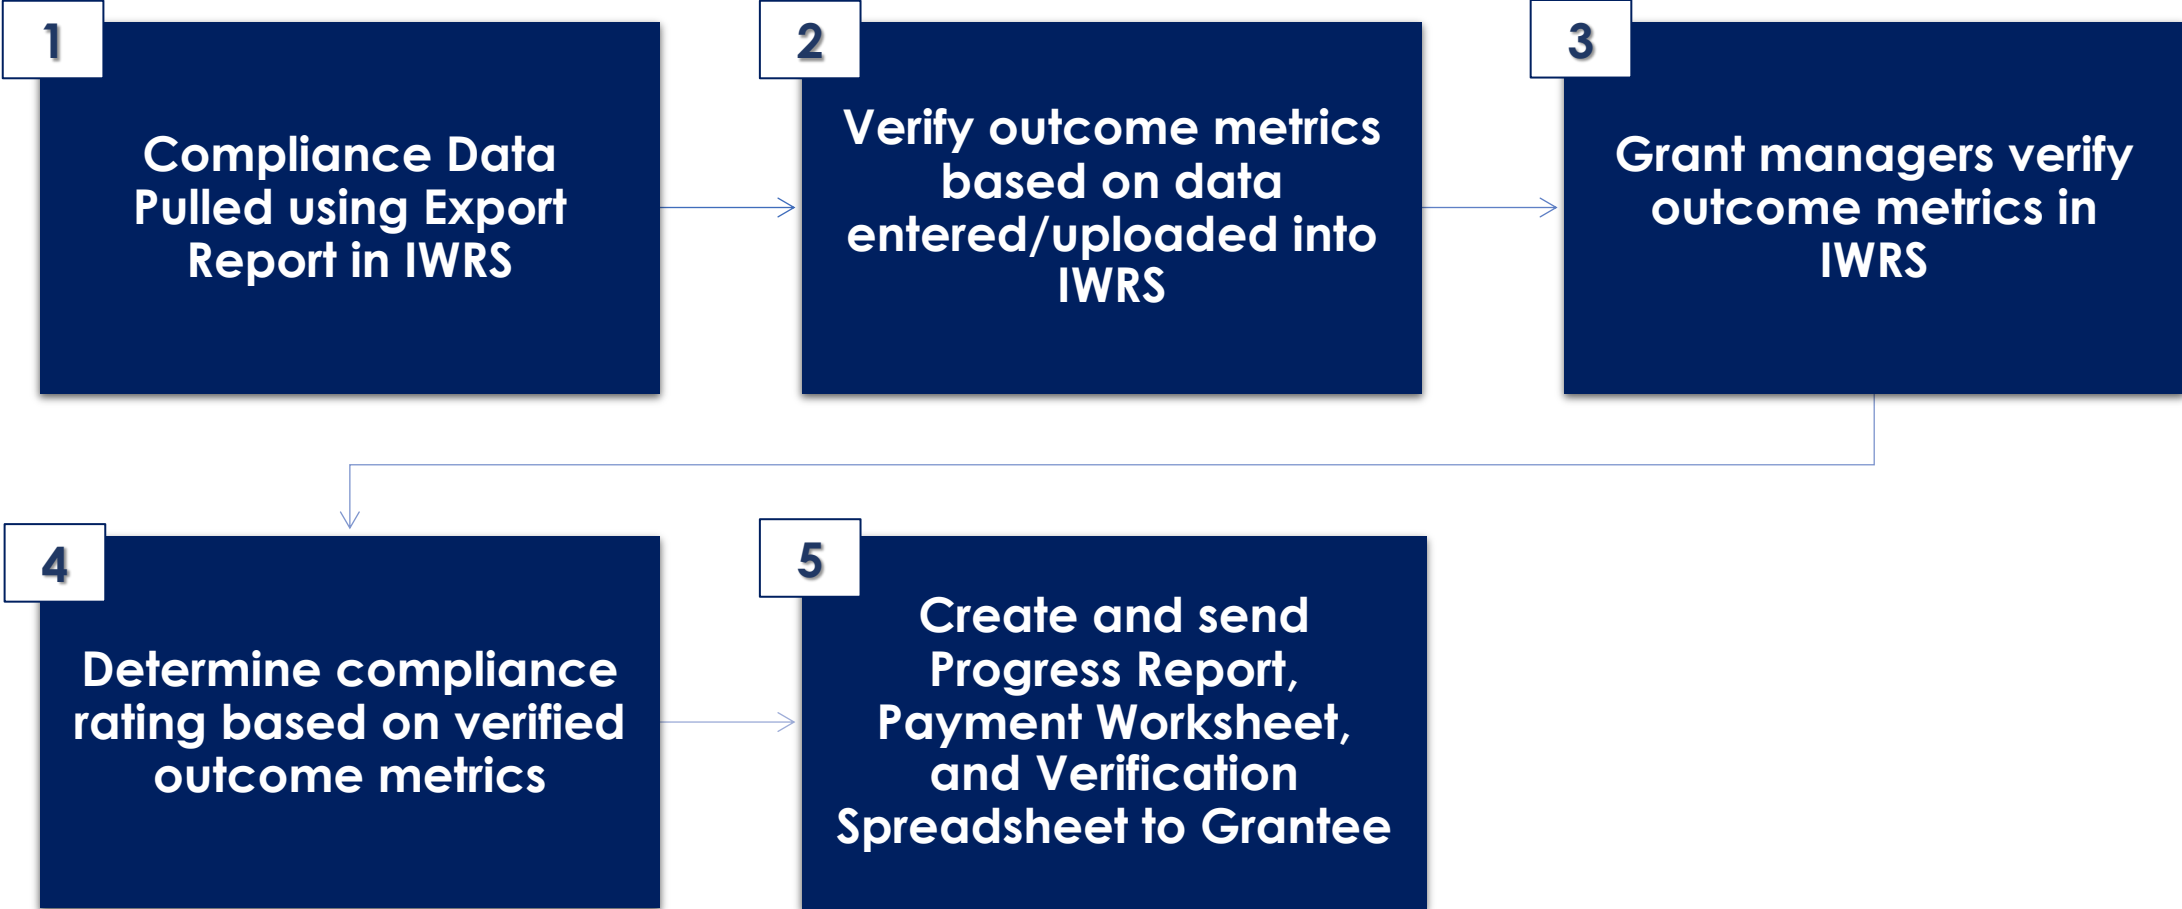 1
Compliance Data
Pulled using Export
Report in IWRS
2
Verify outcome metrics
based on data
entered/uploaded into
IWRS
3
Grant managers verify
outcome metrics in
IWRS
4
Determine compliance
rating based on verified
outcome metrics
5
Create and send
Progress Report,
Payment Worksheet,
and Verification
Spreadsheet to Grantee